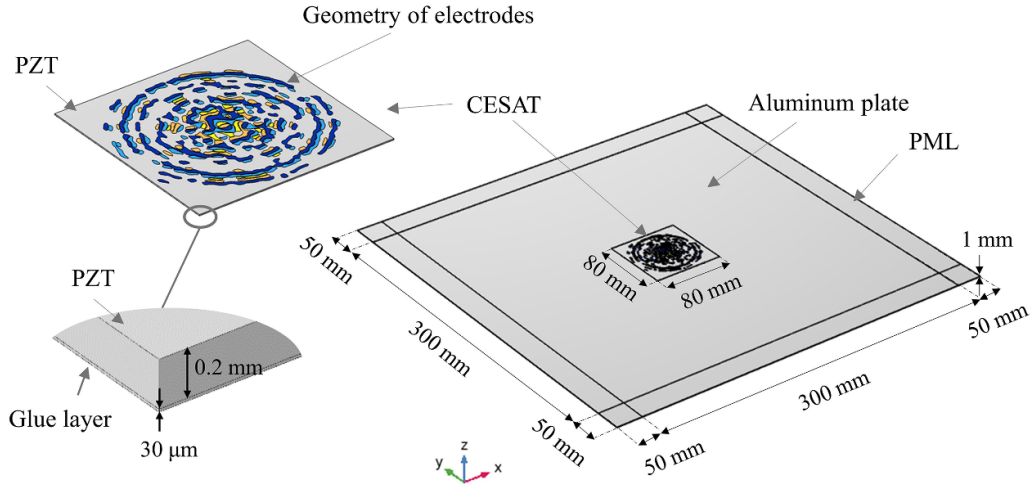 Geometry of electrodes
PZT
CESAT
Aluminum plate
PML
50 mm
80 mm
80 mm
1 mm
50 mm
300 mm
300 mm
50 mm
50 mm
PZT
0.2 mm
Glue layer
30 μm
z
y
x